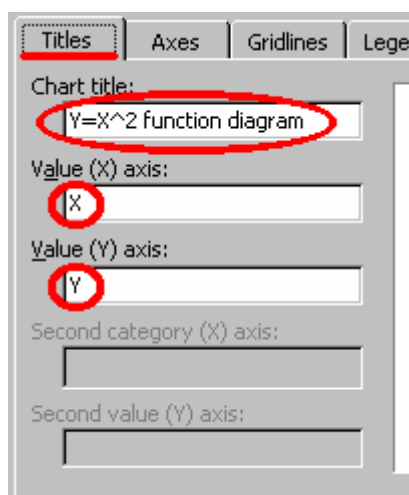 Titles Axes Gridlines Lege
Chart title:
Y=X^2 function diagram
Value (X) axis:
X
Value (Y) axis:
Y
Second category (X) axis:
Second value (Y) axis: